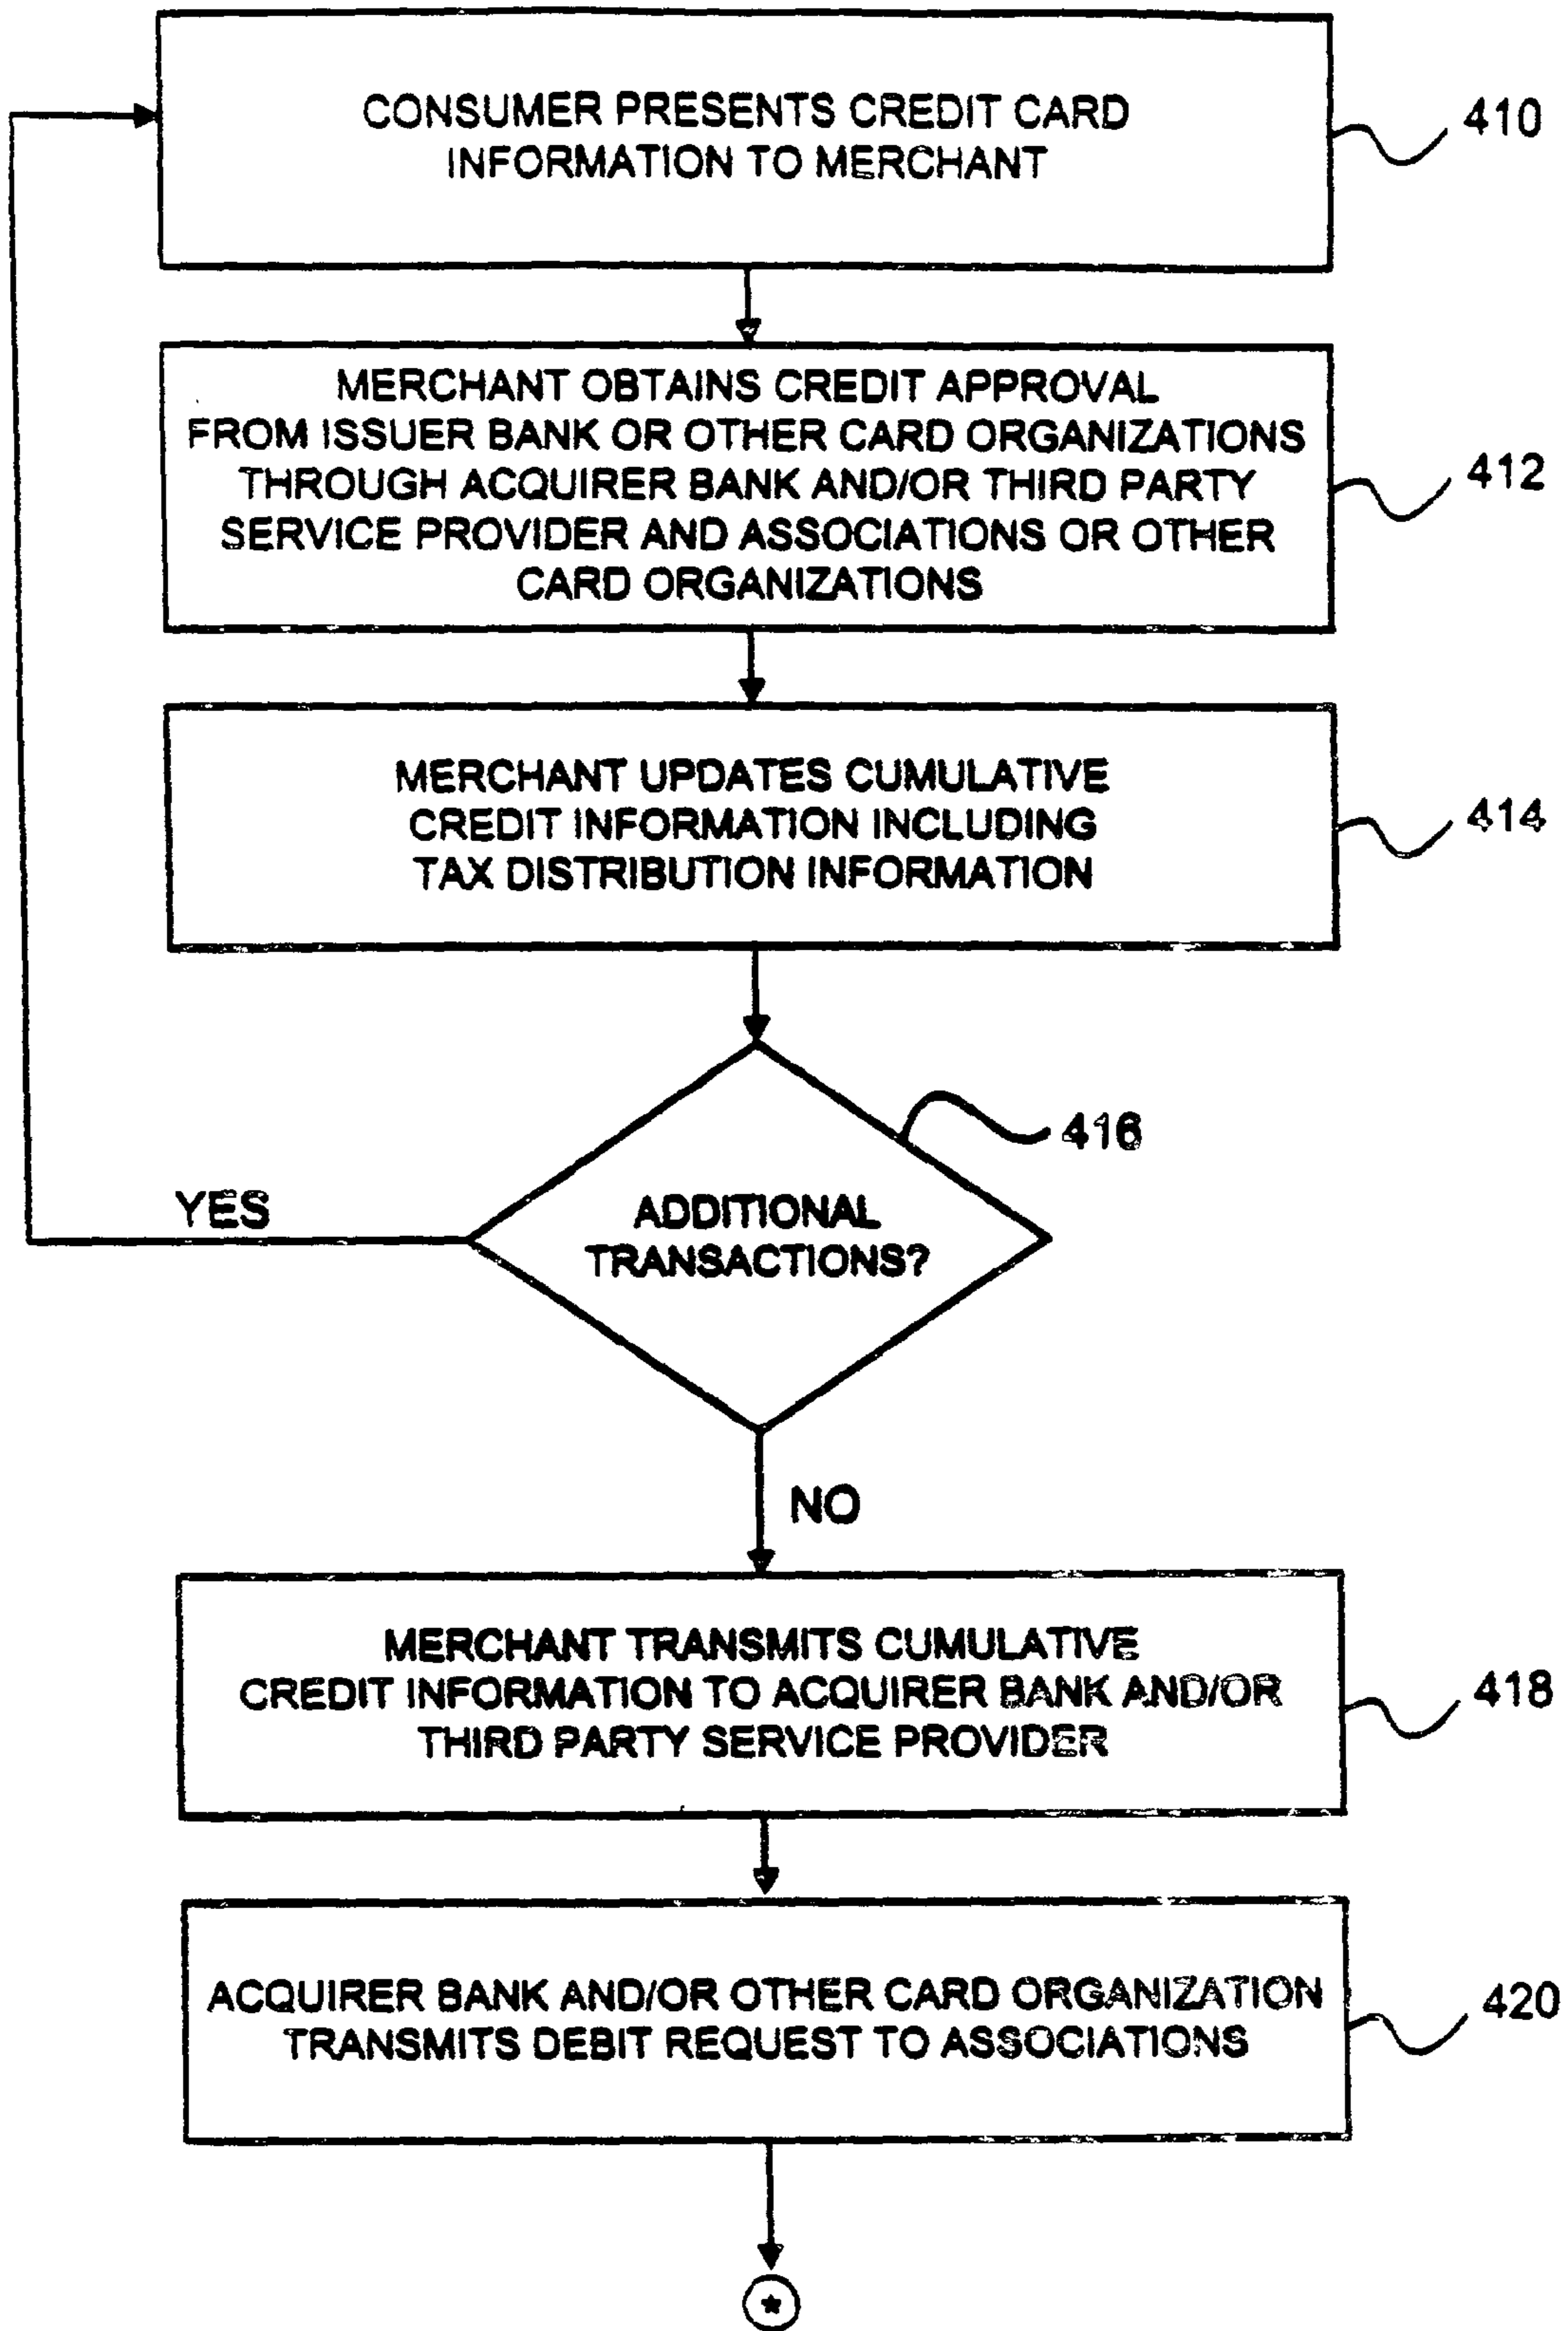 CONSUMER PRESENTS CREDIT CARD
INFORMATION TO MERCHANT
410
MERCHANT OBTAINS CREDIT APPROVAL
FROM ISSUER BANK OR OTHER CARD ORGANIZATIONS
THROUGH ACQUIRER BANK AND/OR THIRD PARTY
SERVICE PROVIDER AND ASSOCIATIONS OR OTHER
CARD ORGANIZATIONS
412
MERCHANT UPDATES CUMULATIVE
CREDIT INFORMATION INCLUDING
TAX DISTRIBUTION INFORMATION
414
416
YES
ADDITIONAL
TRANSACTIONS?
NO
MERCHANT TRANSMITS CUMULATIVE
CREDIT INFORMATION TO ACQUIRER BANK AND/OR
THIRD PARTY SERVICE PROVIDER
418
ACQUIRER BANK AND/OR OTHER CARD ORGANIZATION
TRANSMITS DEBIT REQUEST TO ASSOCIATIONS
420
*